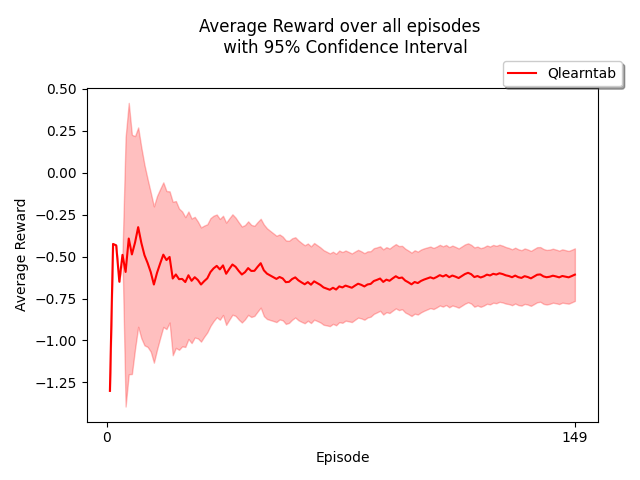 Average Reward over all episodes
with 95% Confidence Interval
Qlearntab
0.50
0.25
0.00
−0.25
−0.50
−0.75
−1.00
−1.25
Average Reward
0
149
Episode